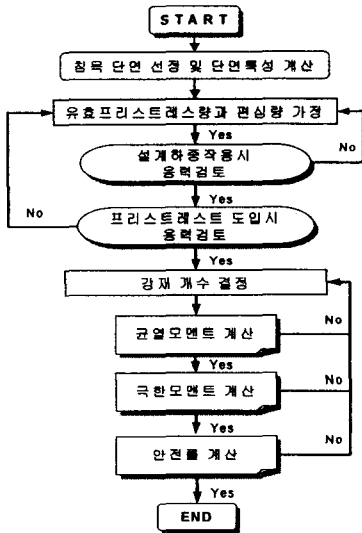 START
침목 단면 선정 및 단면특성 계산
유효프리스트레스량과 편심량 가정
Yes
설계하중작용시
응력검토
No
Yes
No
프리스트레스트 도입시
응력검토
Yes
강재 개수 결정
No
균열모멘트 계산
Yes
No
극한모멘트 계산
Yes
No
안전률 계산
Yes
END